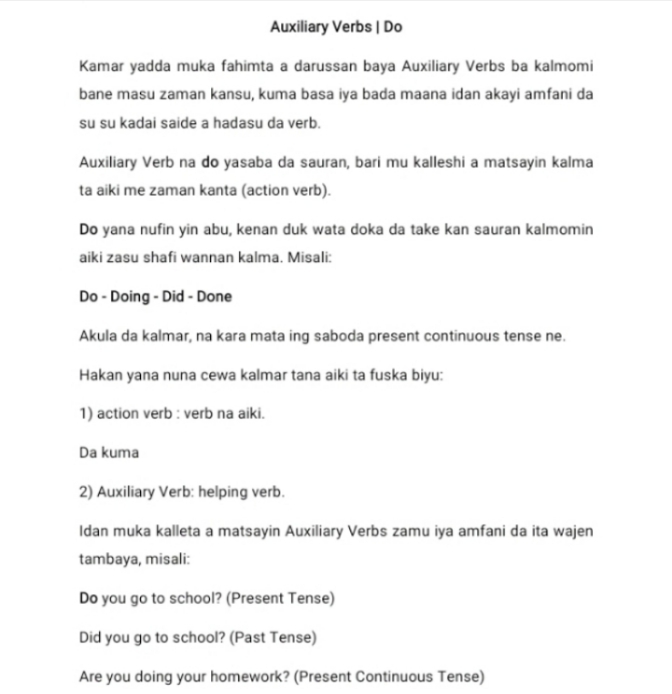 Auxiliary Verbs | Do
Kamar yadda muka fahimta a darussan baya Auxiliary Verbs ba kalmomi
bane masu zaman kansu, kuma basa iya bada maana idan akayi amfani da
su su kadai saide a hadasu da verb.
Auxiliary Verb na do yasaba da sauran, bari mu kalleshi a matsayin kalma
ta aiki me zaman kanta (action verb).
Do yana nufin yin abu, kenan duk wata doka da take kan sauran kalmomin
aiki zasu shafi wannan kalma. Misali:
Do - Doing - Did - Done
Akula da kalmar, na kara mata ing saboda present continuous tense ne.
Hakan yana nuna cewa kalmar tana aiki ta fuska biyu:
1) action verb : verb na aiki.
Da kuma
2) Auxiliary Verb: helping verb.
Idan muka kalleta a matsayin Auxiliary Verbs zamu iya amfani da ita wajen
tambaya, misali:
Do you go to school? (Present Tense)
Did you go to school? (Past Tense)
Are you doing your homework? (Present Continuous Tense)